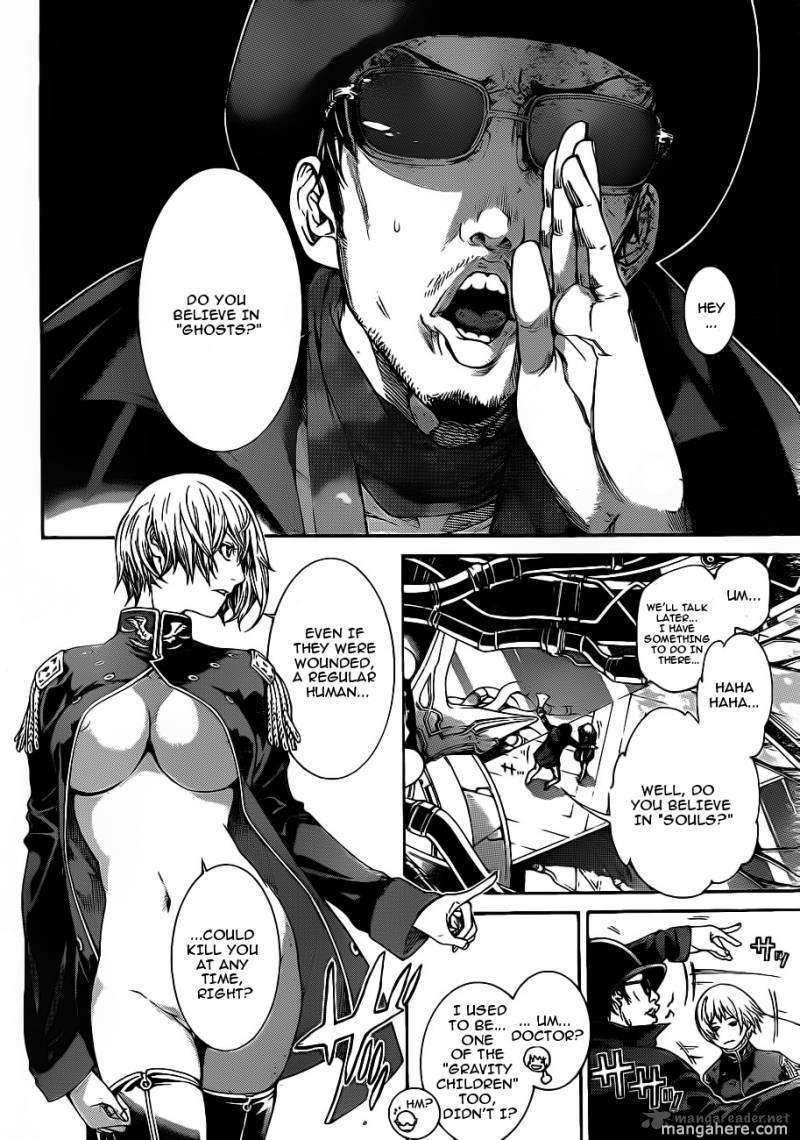 HEY
...
DO YOU
BELIEVE IN
"GHOSTS?"
UM...
WE'LL TALK
LATER...
I HAVE
SOMETHING
TO DO IN
THERE...
HAHA
HAHA...
WELL, DO
YOU BELIEVE
IN
"SOULS?"
EVEN IF
THEY WERE
WOUNDED,
A REGULAR
HUMAN...
...COULD
KILL YOU
AT ANY
TIME,
RIGHT?
... UM...
DOCTOR?
I USED
TO BE...
ONE
OF THE
"GRAVITY
CHILDREN"
TOO,
DIDN'T I?
HM?
mangareader.net
mangahere.com